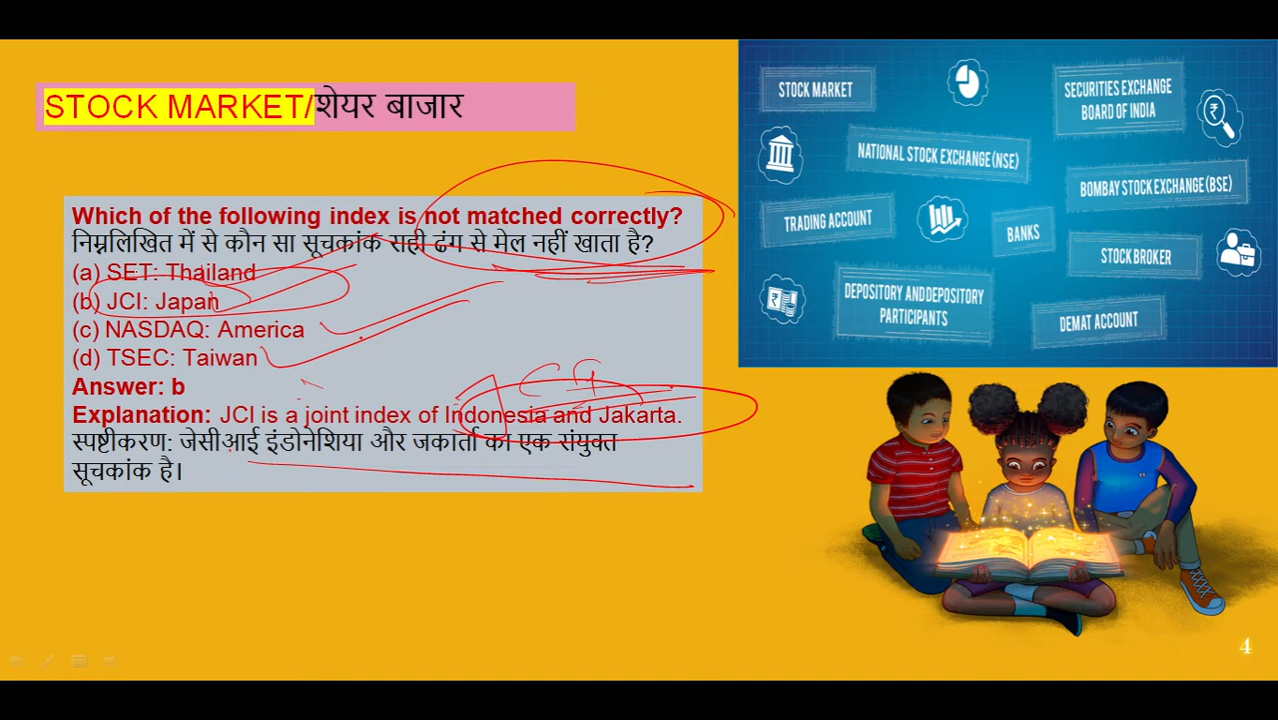 STOCK MARKET/शेयर बाजार
Which of the following index is not matched correctly?
निम्नलिखित में से कौन सा सूचकांक सही ढंग से मेल नहीं खाता है?
(a) SET: Thailand
(b) JCI: Japan
(c) NASDAQ: America
(d) TSEC: Taiwan
Answer: b
Explanation: JCI is a joint index of Indonesia and Jakarta.
स्पष्टीकरण: जेसीआई इंडोनेशिया और जकार्ता का एक संयुक्त
सूचकांक है।
STOCK MARKET
SECURITIES EXCHANGE
BOARD OF INDIA
NATIONAL STOCK EXCHANGE (NSE)
BOMBAY STOCK EXCHANGE (BSE)
TRADING ACCOUNT
BANKS
STOCK BROKER
DEPOSITORY AND DEPOSITORY
PARTICIPANTS
DEMAT ACCOUNT
4